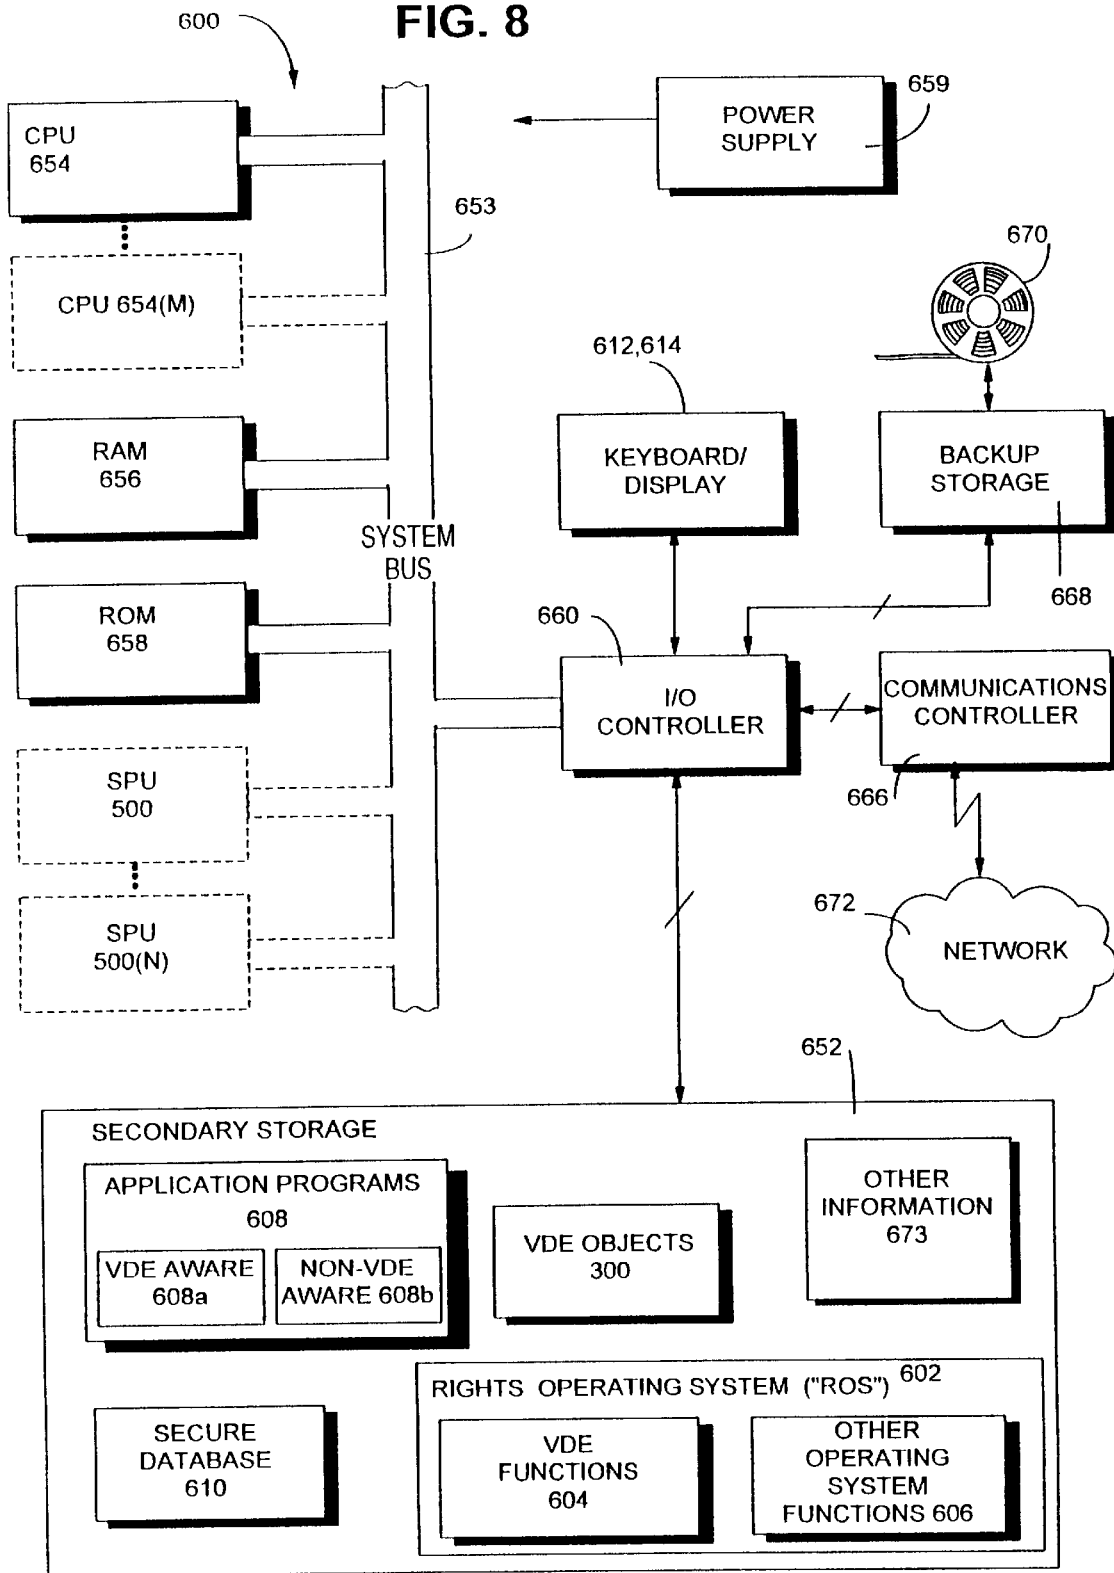 FIG. 8
600
CPU
654
POWER
SUPPLY
659
653
CPU 654(M)
670
612,614
RAM
656
KEYBOARD/
DISPLAY
BACKUP
STORAGE
SYSTEM
BUS
668
ROM
658
660
I/O
CONTROLLER
COMMUNICATIONS
CONTROLLER
666
SPU
500
SPU
500(N)
672
NETWORK
652
SECONDARY STORAGE
APPLICATION PROGRAMS
608
VDE AWARE
608a
NON-VDE
AWARE 608b
VDE OBJECTS
300
OTHER
INFORMATION
673
SECURE
DATABASE
610
RIGHTS OPERATING SYSTEM ("ROS") 602
VDE
FUNCTIONS
604
OTHER
OPERATING
SYSTEM
FUNCTIONS 606